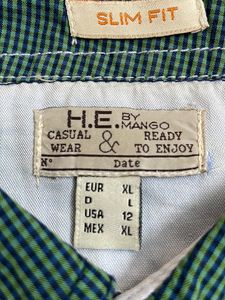 SLIM FIT
H.E. BY MANGO
CASUAL & READY
WEAR TO ENJOY
Nº Date
EUR XL
D L
USA 12
MEX XL